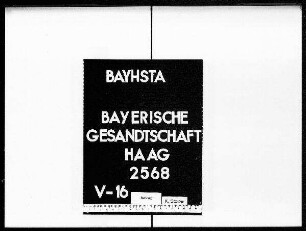 BAYHSTA
BAYERISCHE
GESANDTSCHAFT
HAAG
2568
V-16